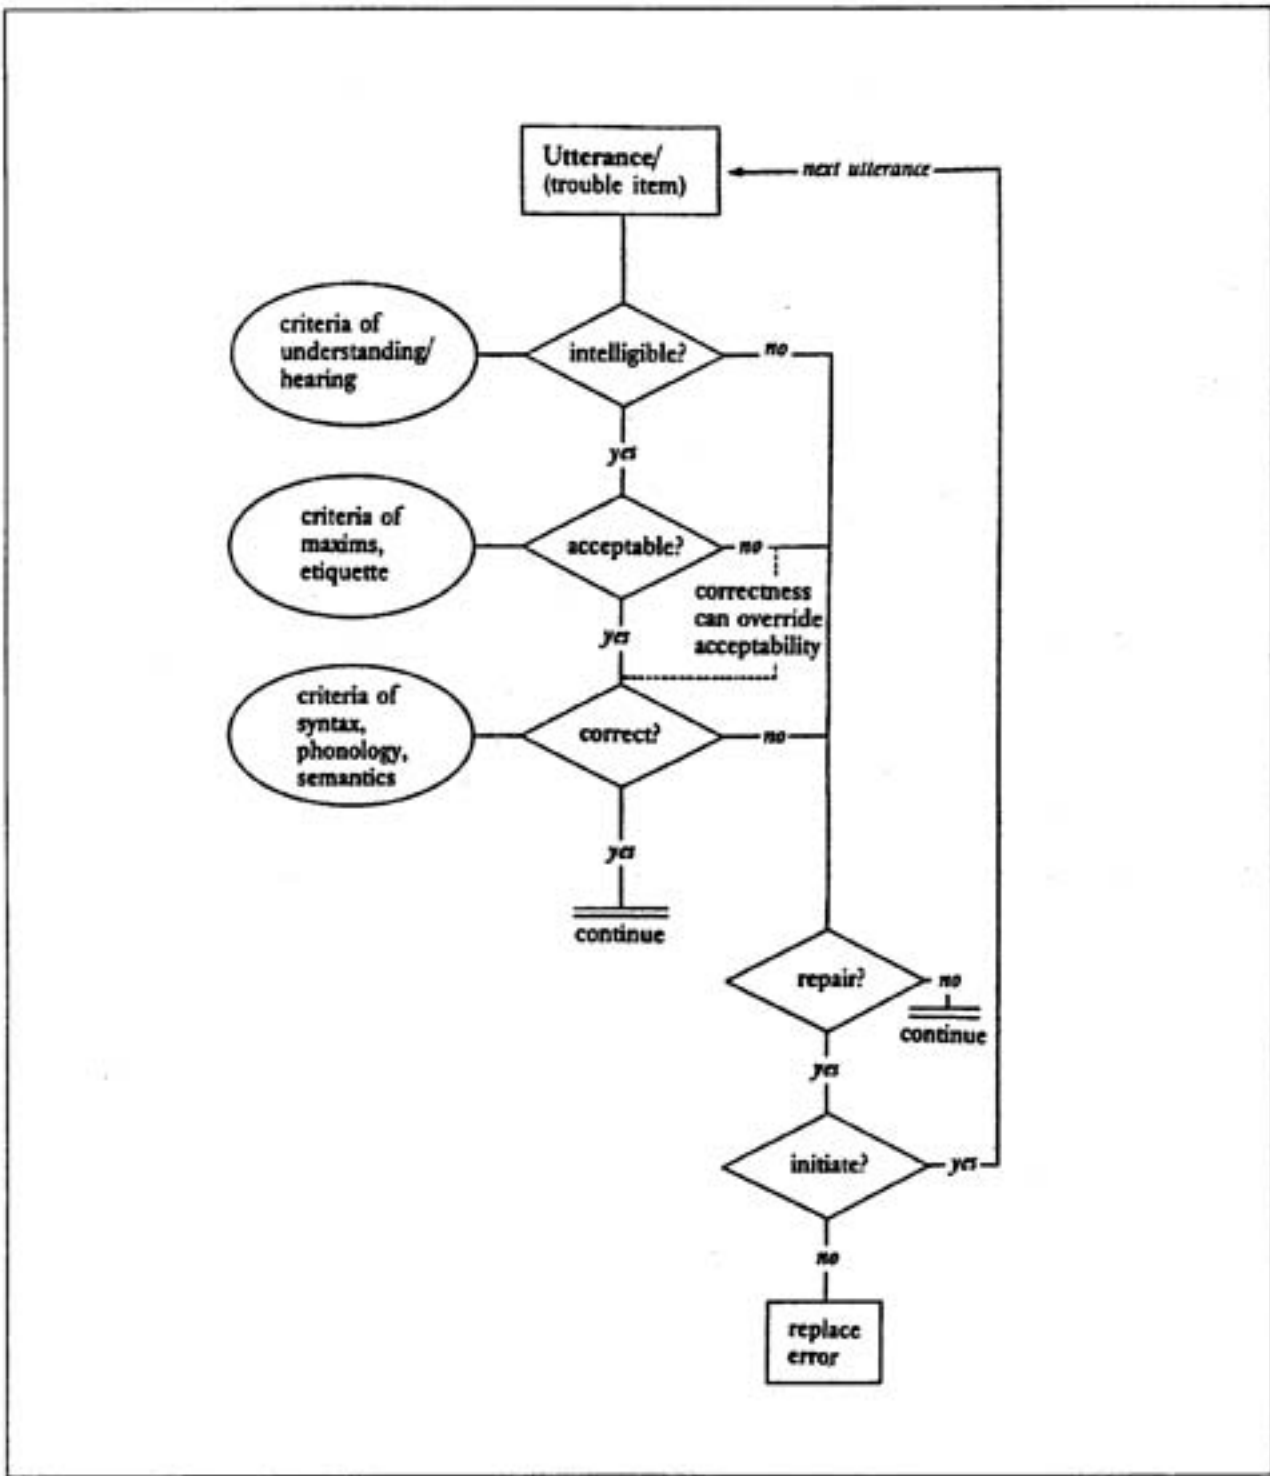 Utterance/
(trouble item)
next utterance
criteria of
understanding/
hearing
intelligible?
no
yes
criteria of
maxims,
etiquette
acceptable?
no
correctness
can override
acceptability
yes
criteria of
syntax,
phonology,
semantics
correct?
no
yes
continue
repair?
no
continue
yes
initiate?
yes
no
replace
error